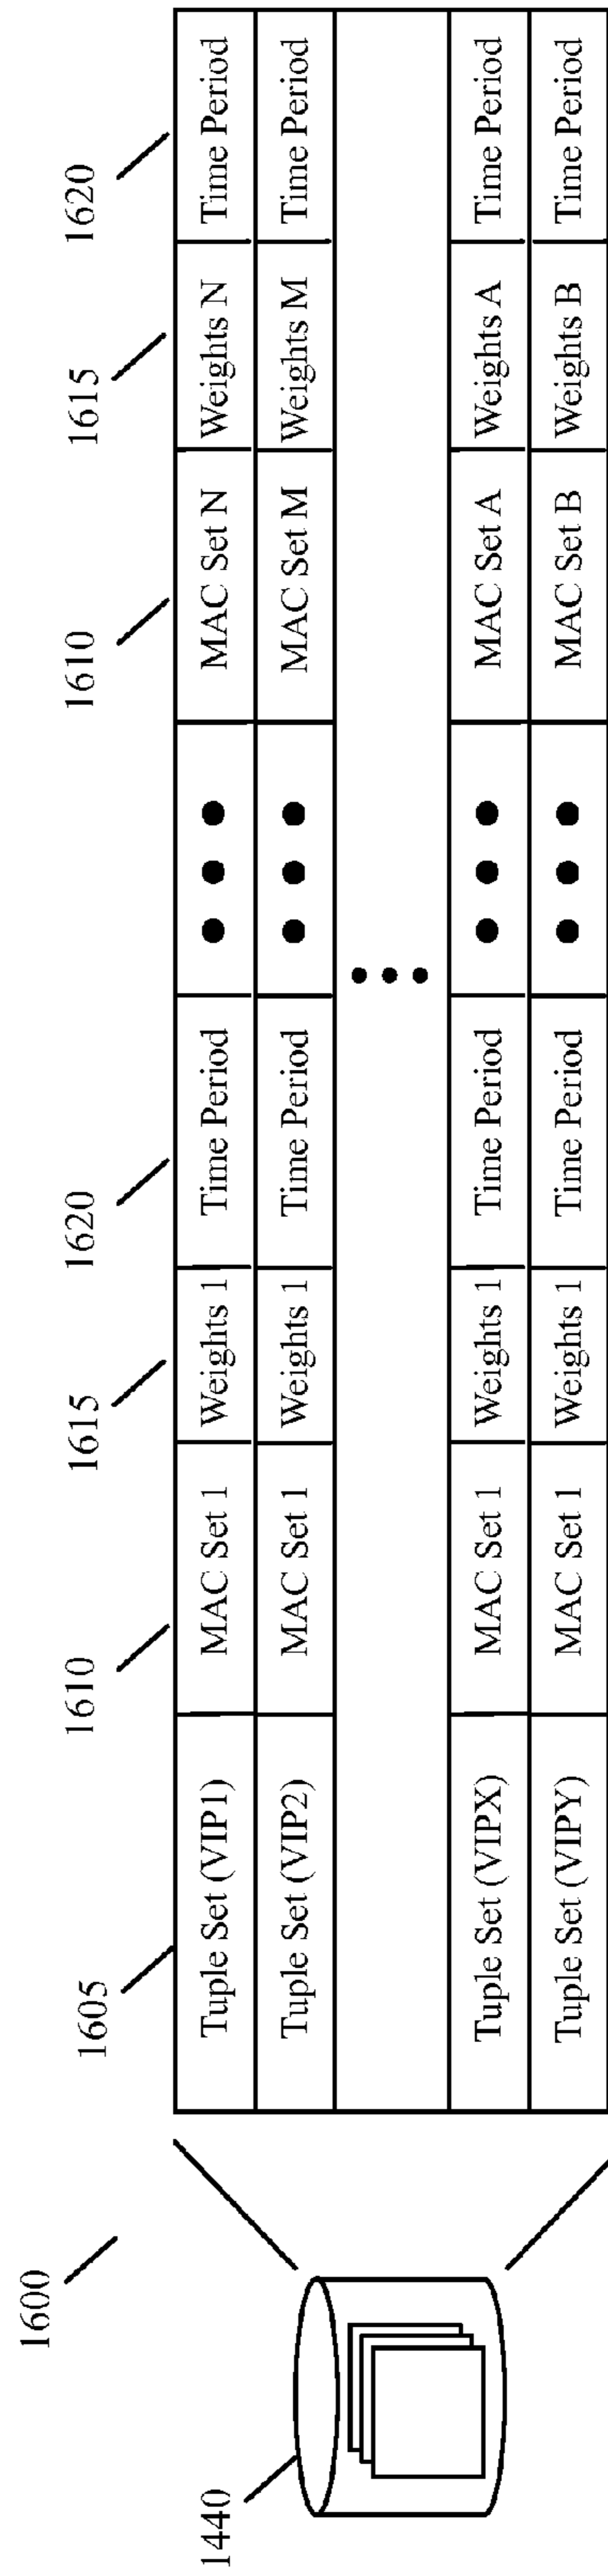 1600
1440
1605 1610 1615 1620 1610 1615 1620
Tuple Set (VIP1) MAC Set 1 Weights 1 Time Period MAC Set N Weights N Time Period
Tuple Set (VIP2) MAC Set 1 Weights 1 Time Period MAC Set M Weights M Time Period
Tuple Set (VIPX) MAC Set 1 Weights 1 Time Period MAC Set A Weights A Time Period
Tuple Set (VIPY) MAC Set 1 Weights 1 Time Period MAC Set B Weights B Time Period